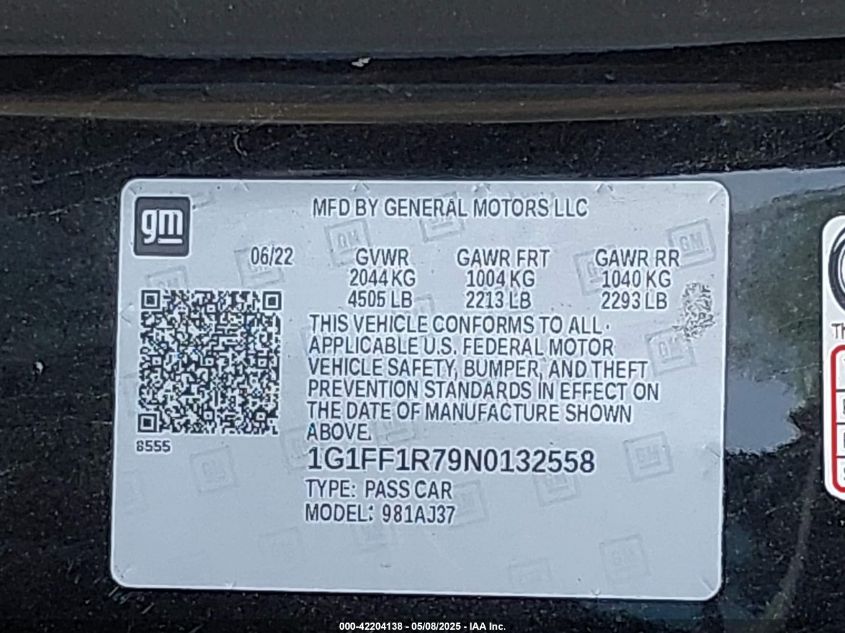 gm
MFD BY GENERAL MOTORS LLC
06/22 GVWR GAWR FRT GAWR RR
2044 KG 1004 KG 1040 KG
4505 LB 2213 LB 2293 LB
THIS VEHICLE CONFORMS TO ALL
APPLICABLE U.S. FEDERAL MOTOR
VEHICLE SAFETY, BUMPER, AND THEFT
PREVENTION STANDARDS IN EFFECT ON
THE DATE OF MANUFACTURE SHOWN
ABOVE.
8555
1G1FF1R79N0132558
TYPE: PASS CAR
MODEL: 981AJ37
000-42204138 - 05/08/2025 - IAA Inc.